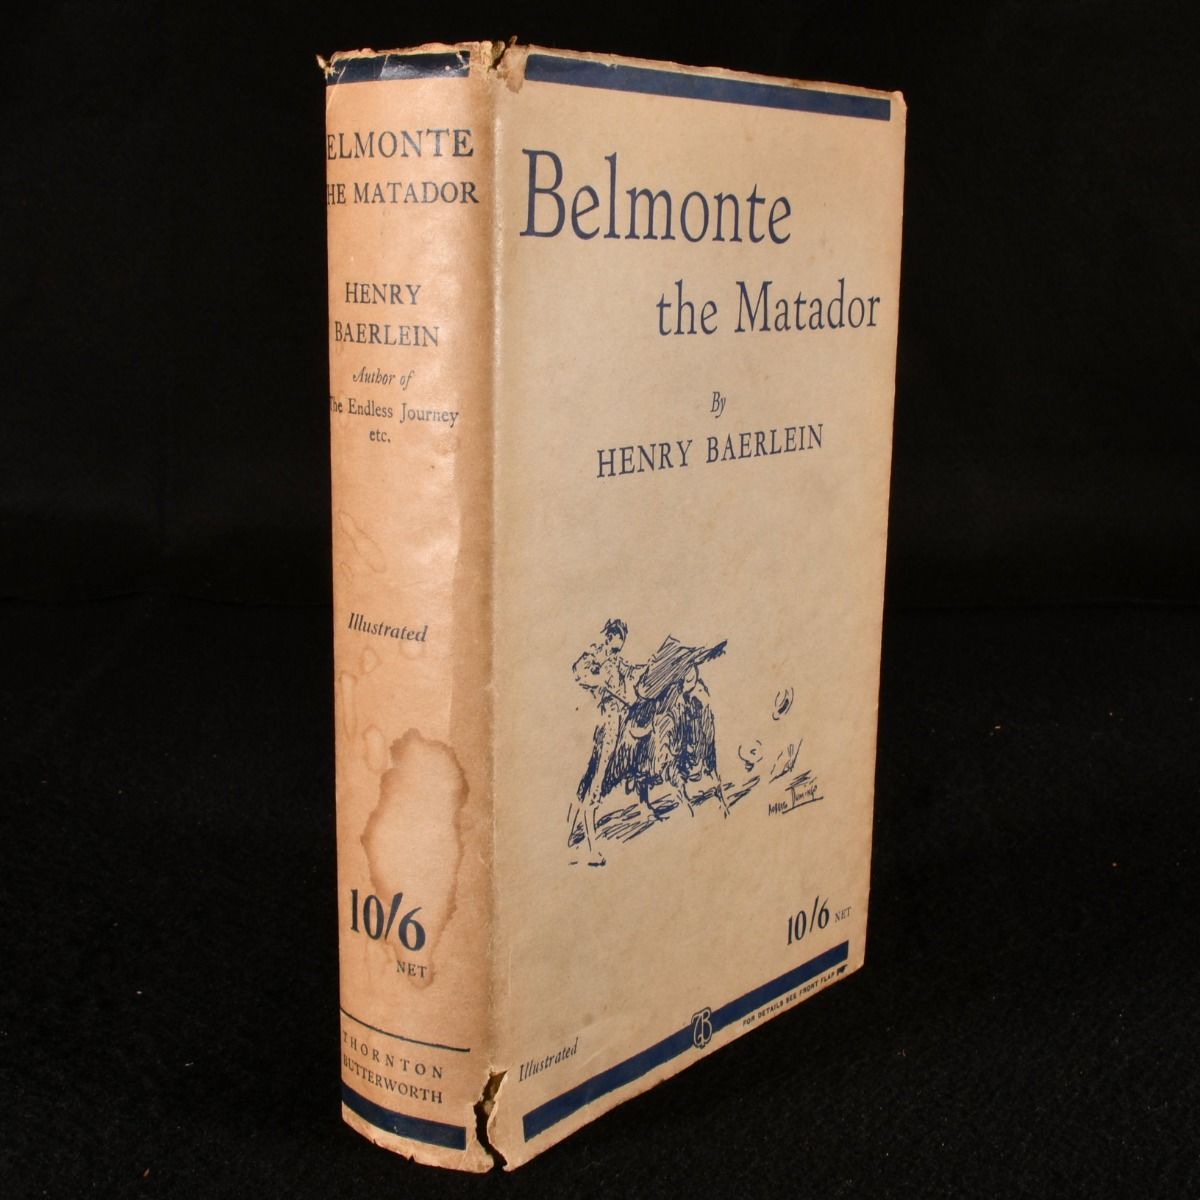 ELMONTE
HE MATADOR
HENRY
BAERLEIN
Author of
The Endless Journey
etc.
Illustrated
10/6
NET
THORNTON
BUTTERWORTH
Belmonte
the Matador
By
HENRY BAERLEIN
10/6 NET
Illustrated
TB
FOR DETAILS SEE FRONT FLAP